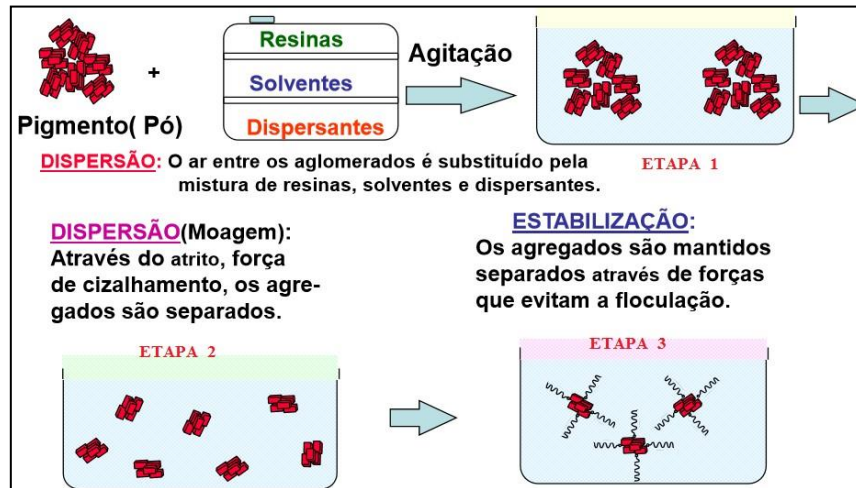 Resinas
Solventes
Dispersantes
+
Agitação
Pigmento( Pó)
DISPERSÃO: O ar entre os aglomerados é substituído pela
mistura de resinas, solventes e dispersantes.
ETAPA 1
DISPERSÃO(Moagem):
Através do atrito, força
de cizalhamento, os agre-
gados são separados.
ESTABILIZAÇÃO:
Os agregados são mantidos
separados através de forças
que evitam a floculação.
ETAPA 2
ETAPA 3